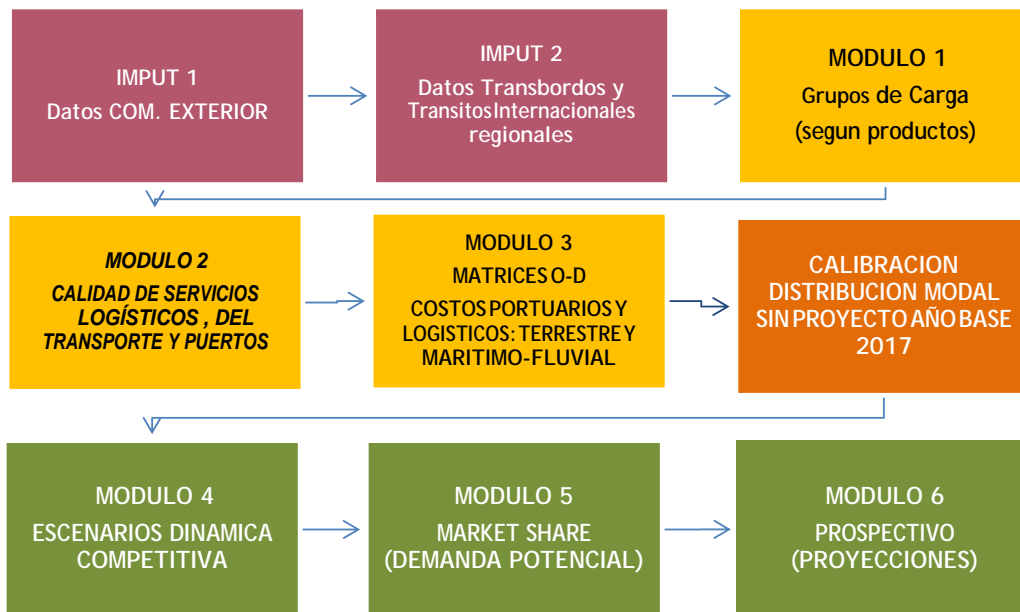 IMPUT 1
Datos COM. EXTERIOR
IMPUT 2
Datos Transbordos y
TransitosInternacionales
regionales
MODULO 1
Grupos de Carga
(segun productos)
MODULO 2
CALIDAD DE SERVICIOS
LOGÍSTICOS , DEL
TRANSPORTE Y PUERTOS
MODULO 3
MATRICES O-D
COSTOS PORTUARIOS Y
LOGISTICOS: TERRESTRE Y
MARITIMO-FLUVIAL
CALIBRACION
DISTRIBUCION MODAL
SIN PROYECTO AÑO BASE
2017
MODULO 4
ESCENARIOS DINAMICA
COMPETITIVA
MODULO 5
MARKET SHARE
(DEMANDA POTENCIAL)
MODULO 6
PROSPECTIVO
(PROYECCIONES)